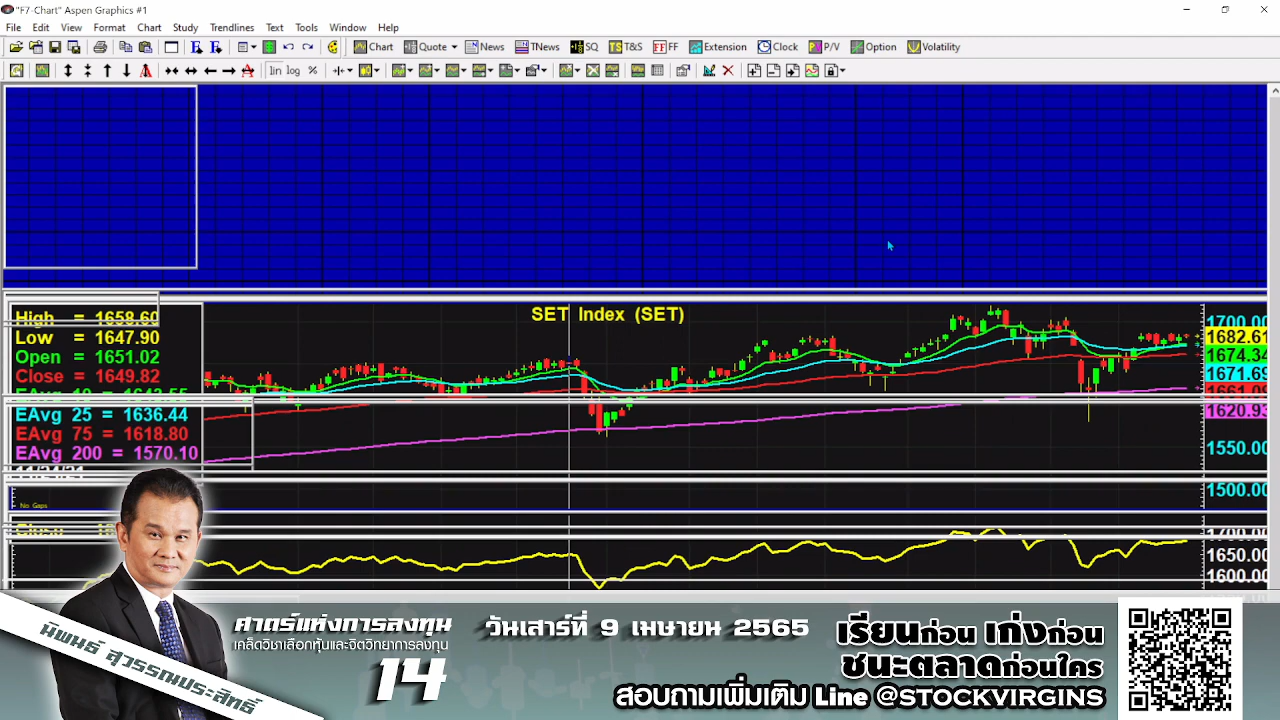 "F7-Chart" Aspen Graphics #1
File Edit View Format Chart Study Trendlines Text Tools Window Help
Chart Quote News TNews SQ T&S FF Extension Clock P/V Option Volatility
lin log %
SET Index (SET)
High = 1658.60
Low = 1647.90
Open = 1651.02
Close = 1649.82
EAvg 25 = 1636.44
EAvg 75 = 1618.80
EAvg 200 = 1570.10
1700.00
1682.61
1674.34
1671.69
1661.09
1620.93
1550.00
No Gaps
1500.00
1700.00
1650.00
1600.00
นิพนธ์ สุวรรณประสิทธิ์
ศาตร์แห่งการลงทุน
เคล็ดวิชาเลือกหุ้นและจิตวิทยาการลงทุน
14
วันเสาร์ที่ 9 เมษายน 2565
เรียนก่อน เก่งก่อน
ชนะตลาดก่อนใคร
สอบถามเพิ่มเติม Line @STOCKVIRGINS